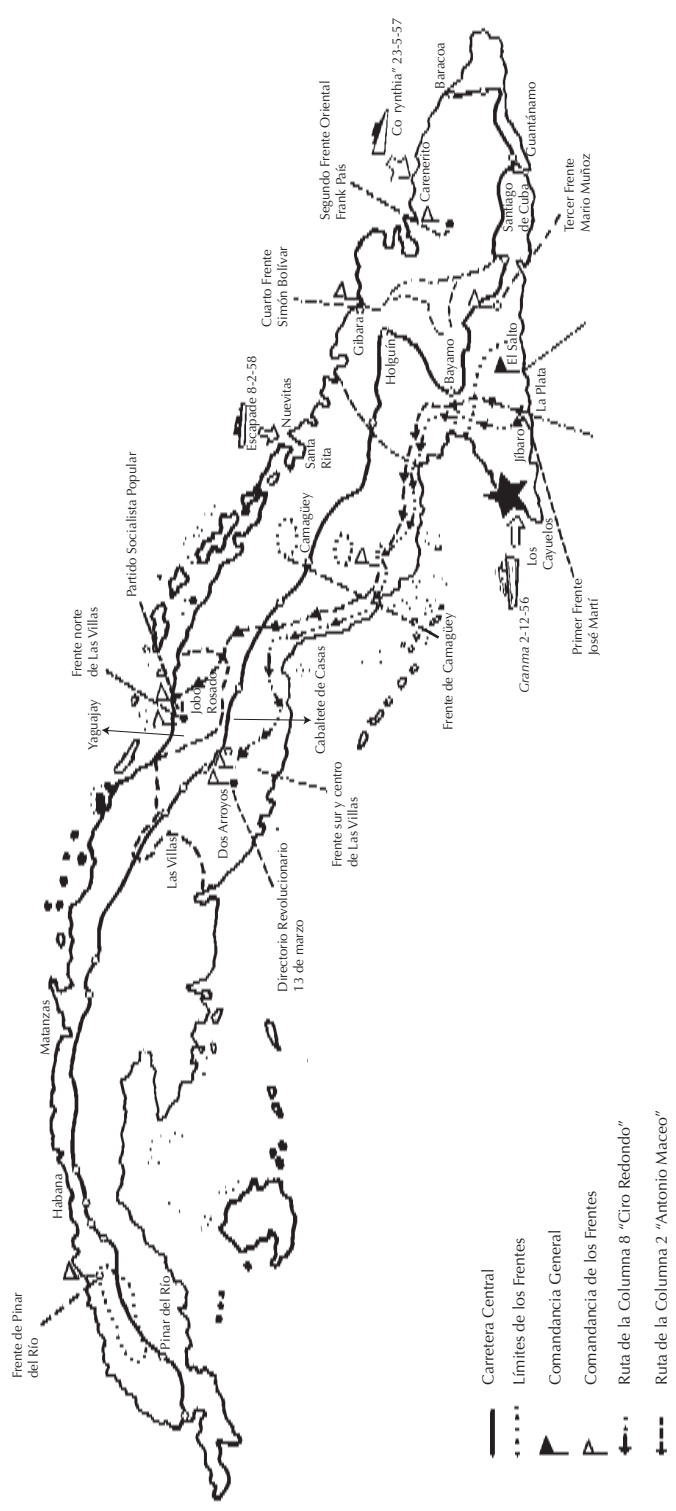 Frente de Pinar
del Río
Pinar del Río
Habana
Matanzas
Las Villas
Directorio Revolucionario
13 de marzo
Dos Arroyos
Frente sur y centro
de Las Villas
Yaguajay
Frente norte
de Las Villas
Jobo
Rosado
Cabaltete de Casas
Partido Socialista Popular
Frente de Camagüey
Camagüey
Santa
Rita
Nuevitas
Escapade 8-2-58
Granma 2-12-56
Los
Cayuelos
Primer Frente
José Martí
Jíbaro
La Plata
El Salto
Bayamo
Holguín
Gibara
Cuarto Frente
Simón Bolívar
Segundo Frente Oriental
Frank País
Carenerito
Co rynthia” 23-5-57
Baracoa
Guantánamo
Santiago
de Cuba
Tercer Frente
Mario Muñoz
Carretera Central
Límites de los Frentes
Comandancia General
Comandancia de los Frentes
Ruta de la Columna 8 “Ciro Redondo”
Ruta de la Columna 2 “Antonio Maceo”